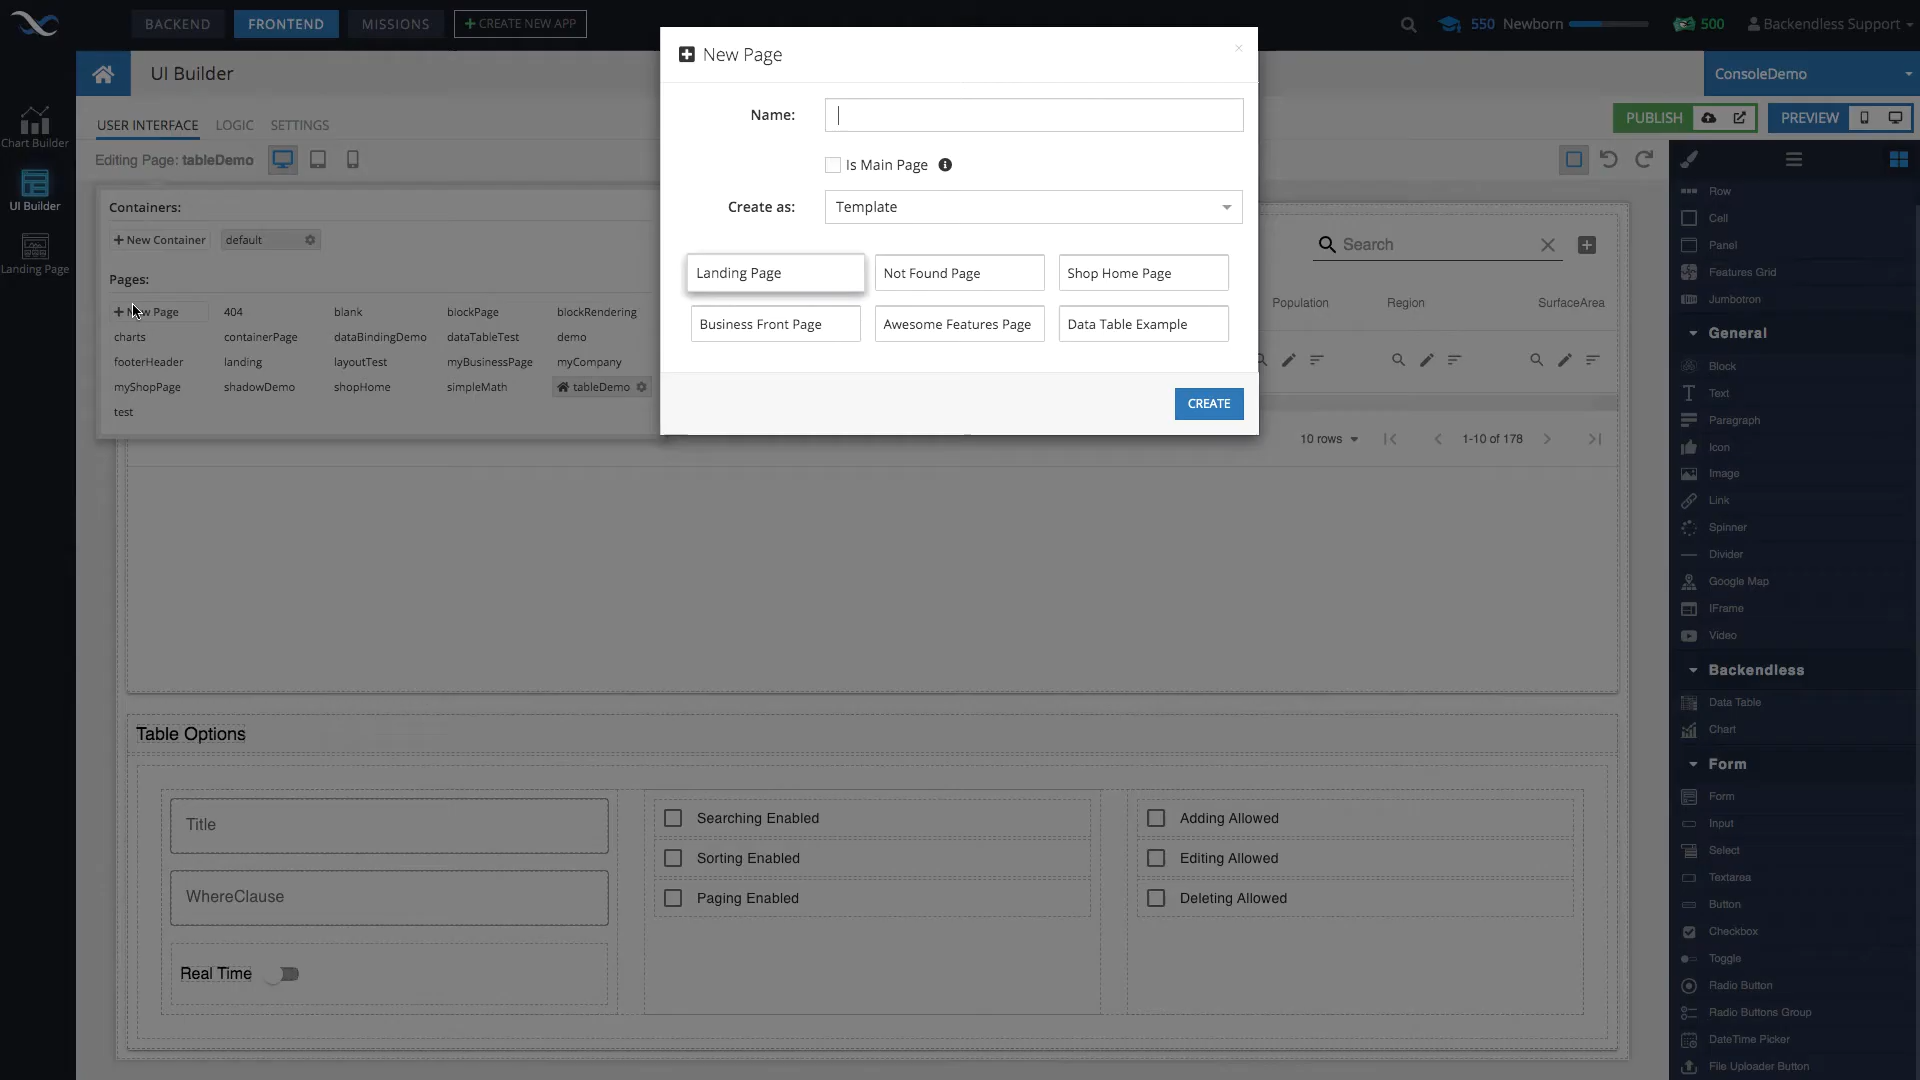 BACKEND
FRONTEND
MISSIONS
CREATE NEW APP
550 Newborn
500
Backendless Support
UI Builder
ConsoleDemo
USER INTERFACE
LOGIC
SETTINGS
PUBLISH
PREVIEW
Editing Page: tableDemo
Chart Builder
UI Builder
Landing Page
Containers:
New Container
default
Pages:
New Page
404
blank
blockPage
blockRendering
charts
containerPage
dataBindingDemo
dataTableTest
demo
footerHeader
landing
layoutTest
myBusinessPage
myCompany
myShopPage
shadowDemo
shopHome
simpleMath
tableDemo
test
New Page
×
Name:
Is Main Page
Create as:
Template
Landing Page
Not Found Page
Shop Home Page
Business Front Page
Awesome Features Page
Data Table Example
CREATE
Search
Population
Region
SurfaceArea
10 rows
1-10 of 178
Table Options
Title
WhereClause
Real Time
Searching Enabled
Sorting Enabled
Paging Enabled
Adding Allowed
Editing Allowed
Deleting Allowed
Row
Cell
Panel
Features Grid
Jumbotron
General
Block
Text
Paragraph
Icon
Image
Link
Spinner
Divider
Google Map
IFrame
Video
Backendless
Data Table
Chart
Form
Form
Input
Select
Textarea
Button
Checkbox
Toggle
Radio Button
Radio Buttons Group
DateTime Picker
File Uploader Button